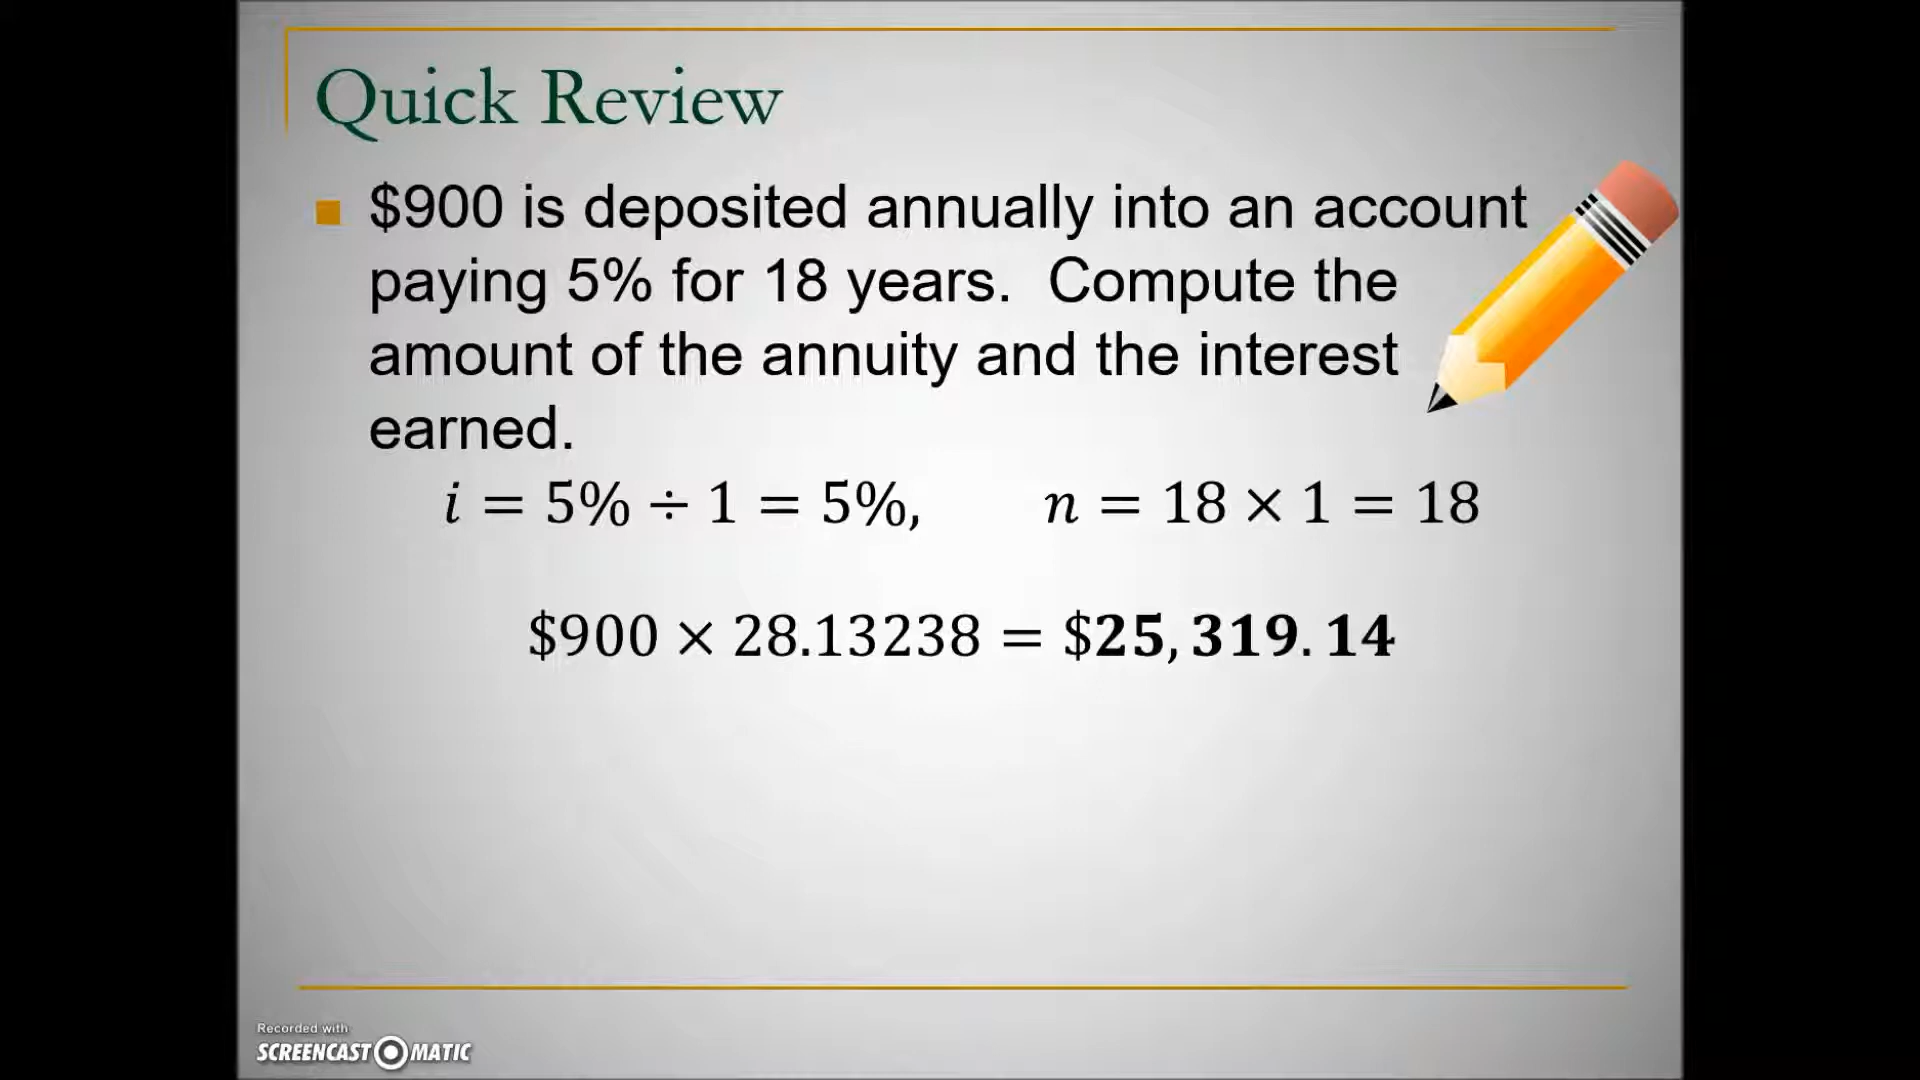 Quick Review
$900 is deposited annually into an account
paying 5% for 18 years. Compute the
amount of the annuity and the interest
earned.
i = 5% ÷ 1 = 5%, n = 18 × 1 = 18
$900 × 28.13238 = $25,319.14
Recorded with
SCREENCAST O MATIC